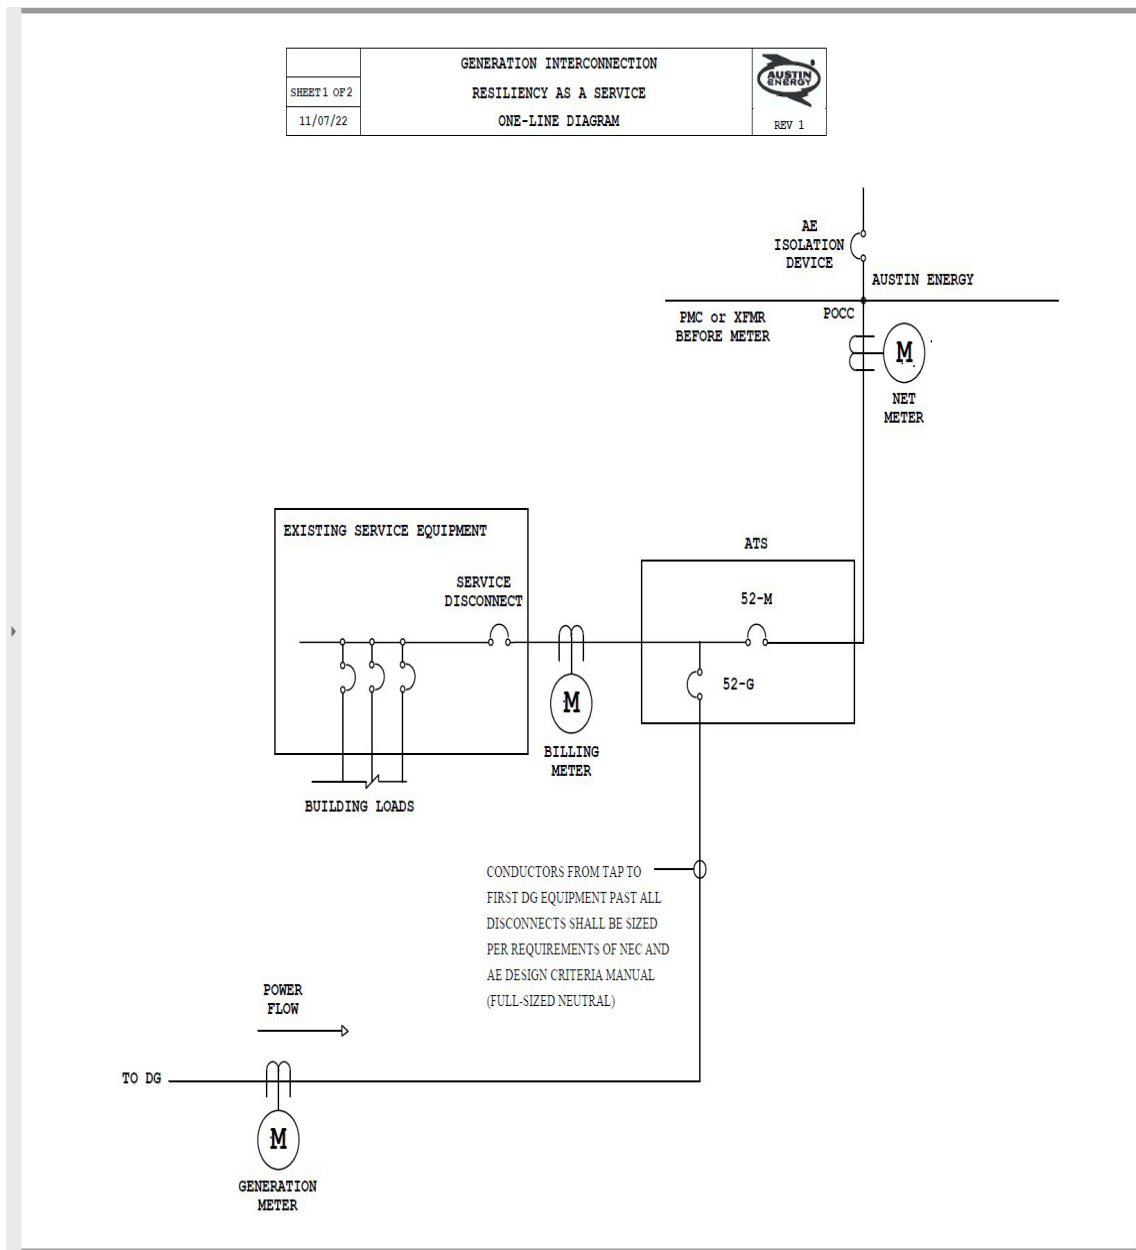 GENERATION INTERCONNECTION
SHEET 1 OF 2
RESILIENCY AS A SERVICE
11/07/22
ONE-LINE DIAGRAM
AUSTIN
ENERGY
REV 1
AE
ISOLATION
DEVICE
AUSTIN ENERGY
PMC or XFMR
BEFORE METER
POCC
M
NET
METER
EXISTING SERVICE EQUIPMENT
SERVICE
DISCONNECT
ATS
52-M
52-G
M
BILLING
METER
BUILDING LOADS
CONDUCTORS FROM TAP TO
FIRST DG EQUIPMENT PAST ALL
DISCONNECTS SHALL BE SIZED
PER REQUIREMENTS OF NEC AND
AE DESIGN CRITERIA MANUAL
(FULL-SIZED NEUTRAL)
POWER
FLOW
TO DG
M
GENERATION
METER